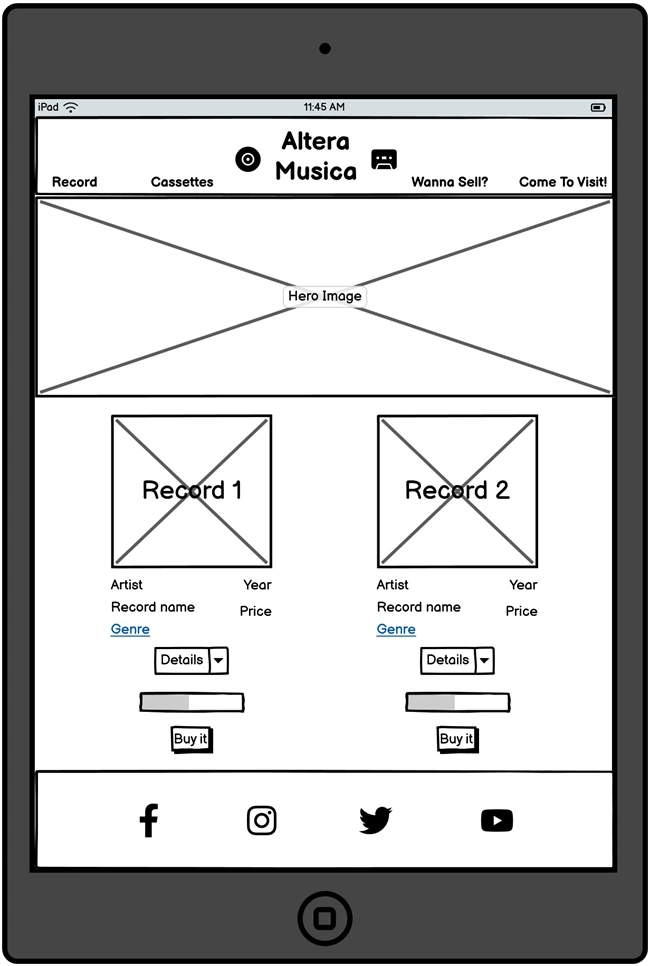 iPad 11:45 AM
Altera
Musica
Record Cassettes Wanna Sell? Come To Visit!
Hero Image
Record 1 Record 2
Artist Year Artist Year
Record name Price Record name Price
Genre Genre
Details Details
Buy it Buy it